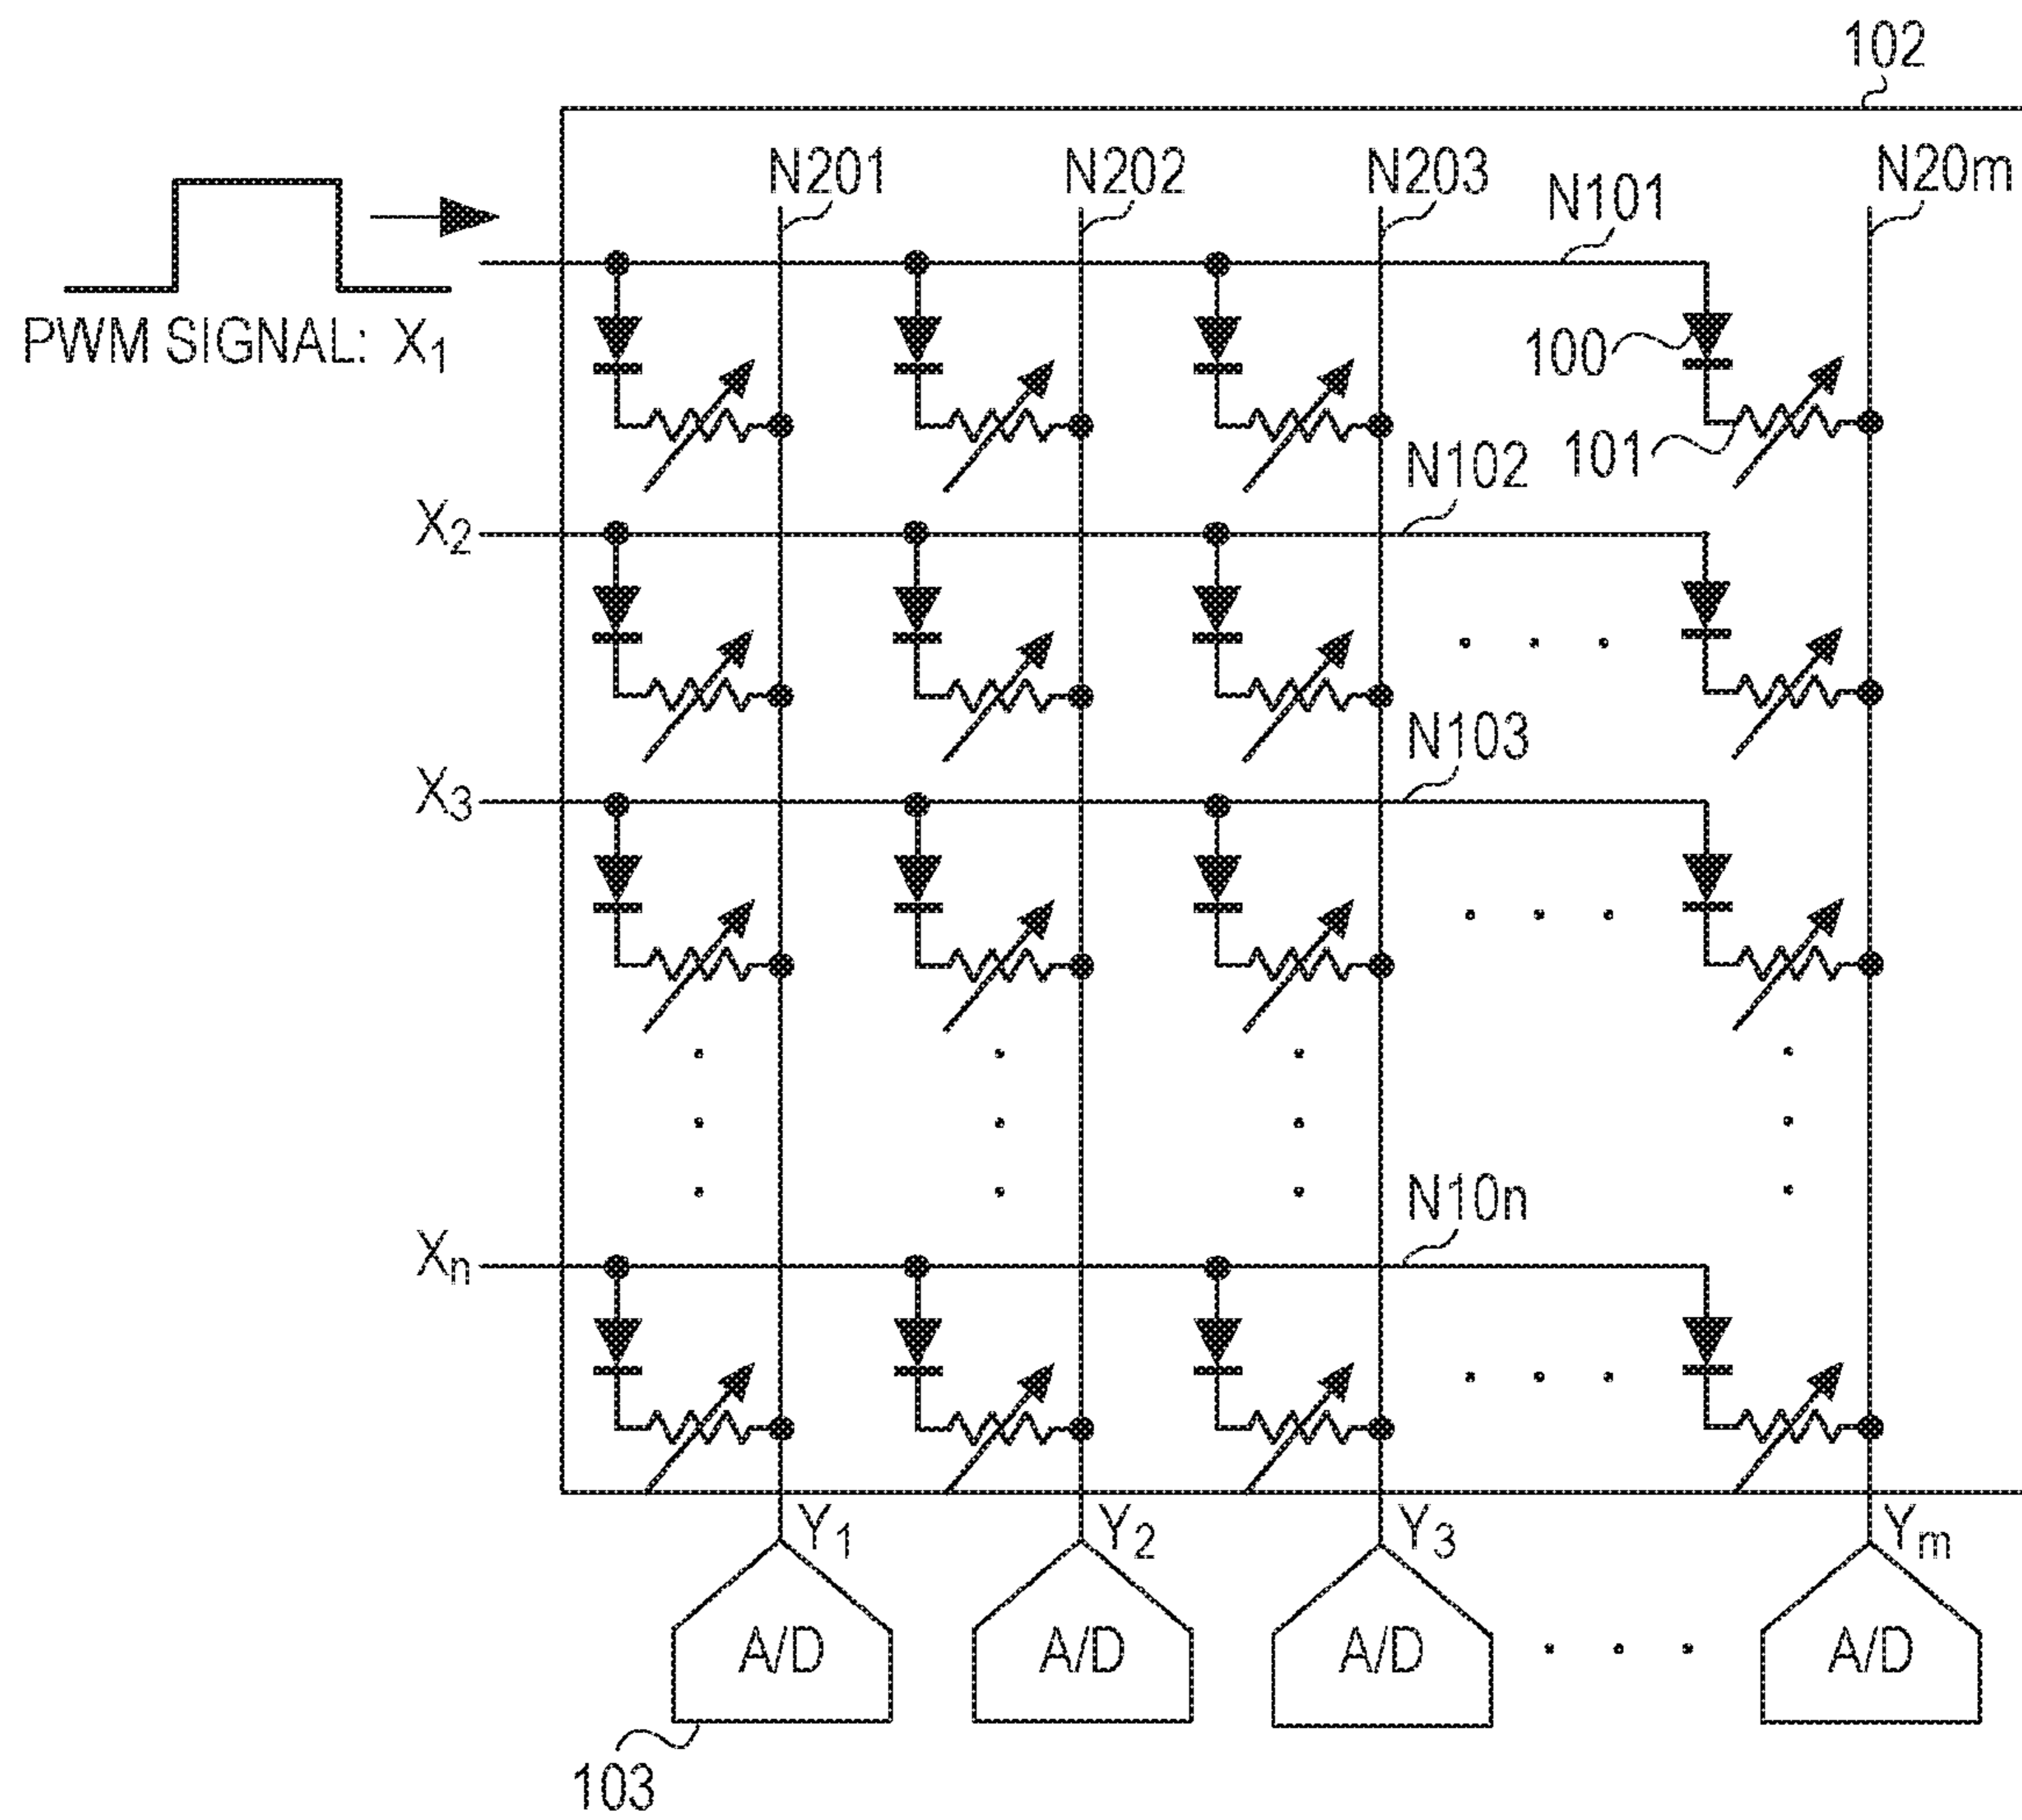 102
N201 N202 N203 N101 N20m
PWM SIGNAL: X1
100
N102 101
X2
N103
X3
N10n
Xn
Y1 Y2 Y3 Ym
A/D A/D A/D A/D
103